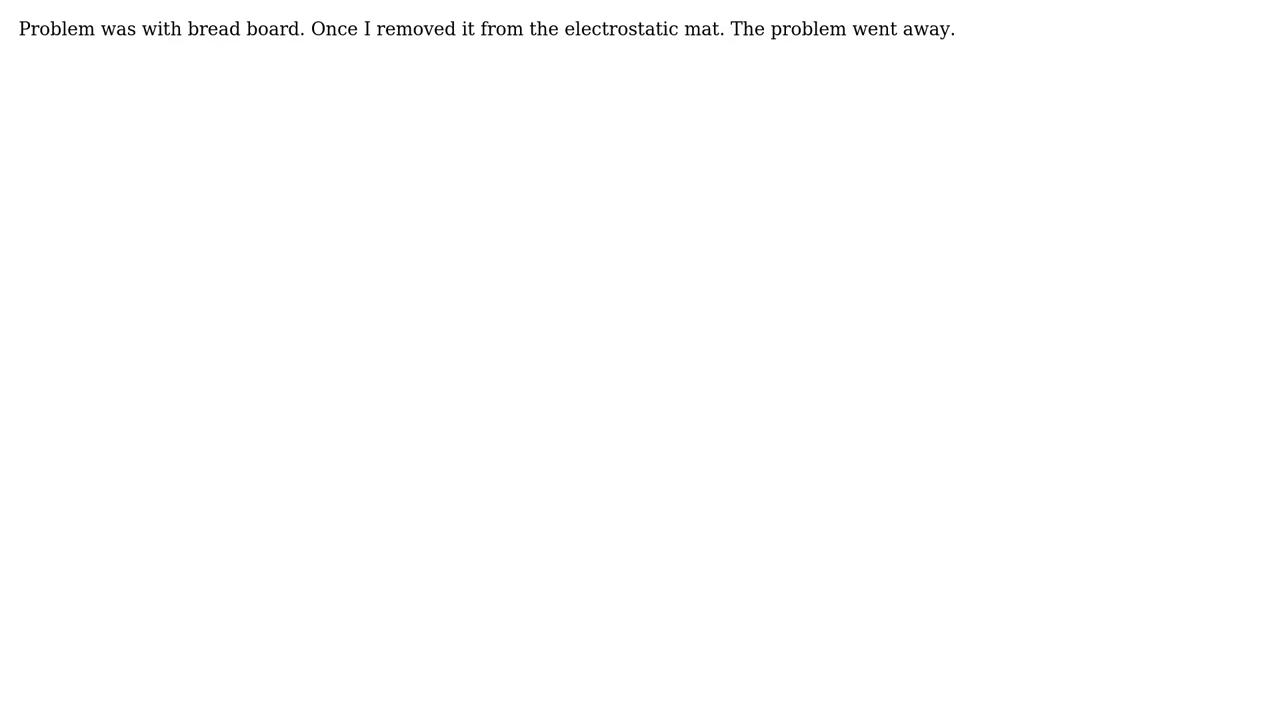 Problem was with bread board. Once I removed it from the electrostatic mat. The problem went away.